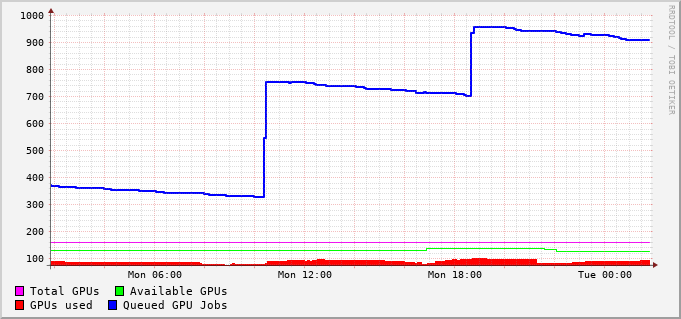 1000
900
800
700
600
500
400
300
200
100
Mon 06:00 Mon 12:00 Mon 18:00 Tue 00:00
Total GPUs Available GPUs
GPUs used Queued GPU Jobs
RRDTOOL / TOBI OETIKER